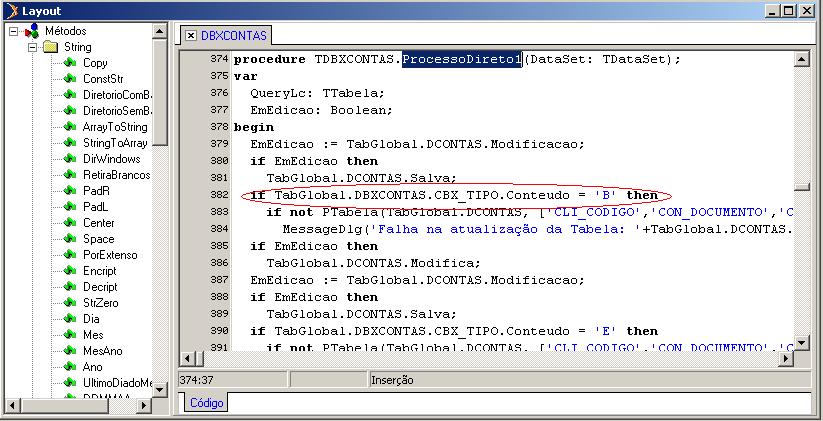 Layout
Métodos
String
Copy
ConstStr
DiretorioComB
DiretorioSemB
ArrayToString
StringToArray
DirWindows
RetiraBrancos
PadR
PadL
Center
Space
PorExtenso
Encript
Decript
StrZero
Dia
Mes
MesAno
Ano
UltimoDiadoMe
DDMMAA
DBXCONTAS
374 procedure TDBXCONTAS.ProcessoDireto1(DataSet: TDataSet);
375 var
376 QueryLc: TTabela;
377 EmEdicao: Boolean;
378 begin
379 EmEdicao := TabGlobal.DCONTAS.Modificacao;
380 if EmEdicao then
381 TabGlobal.DCONTAS.Salva;
382 if TabGlobal.DBXCONTAS.CBX_TIPO.Conteudo = 'B' then
383 if not PTabela(TabGlobal.DCONTAS, ['CLI_CODIGO','CON_DOCUMENTO','C
384 MessageDlg('Falha na atualização da Tabela: '+TabGlobal.DCONTAS.
385 if EmEdicao then
386 TabGlobal.DCONTAS.Modifica;
387 EmEdicao := TabGlobal.DCONTAS.Modificacao;
388 if EmEdicao then
389 TabGlobal.DCONTAS.Salva;
390 if TabGlobal.DBXCONTAS.CBX_TIPO.Conteudo = 'E' then
391 if not PTabela(TabGlobal.DCONTAS, ['CLI_CODIGO','CON_DOCUMENTO','C
374:37
Inserção
Código